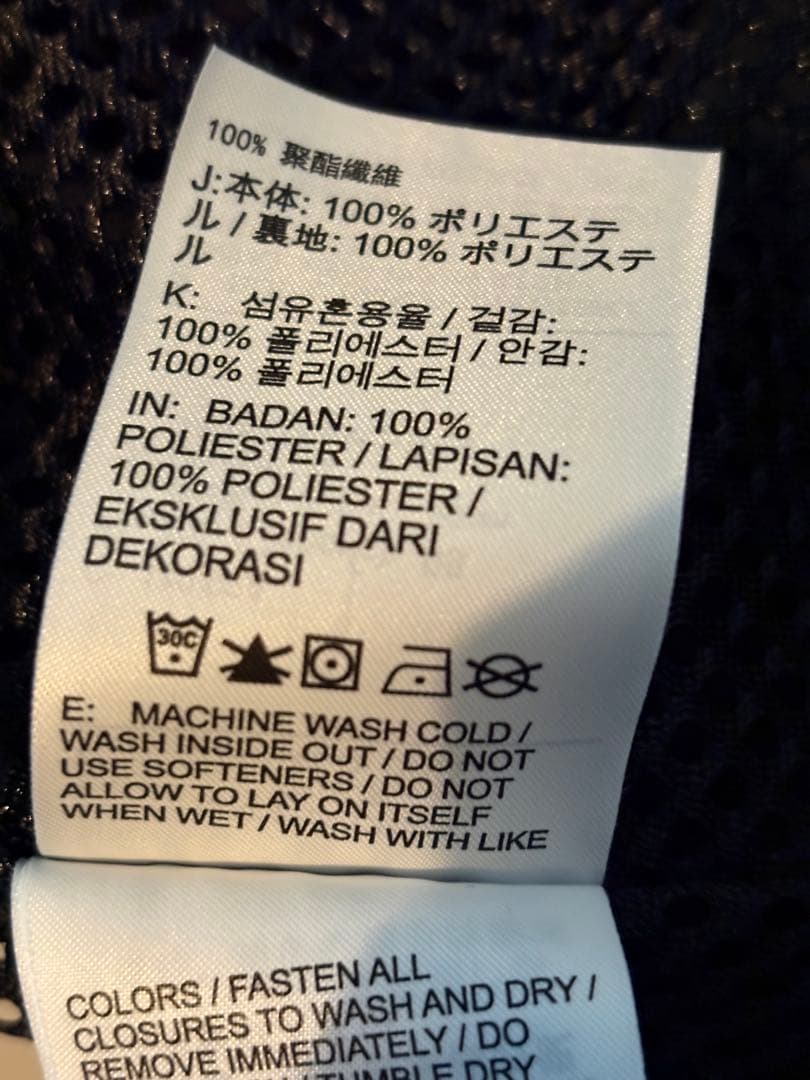 100% 聚酯纖維
J:本体: 100% ポリエステ
ル / 裏地: 100% ポリエステ
ル
K: 섬유혼용율 / 겉감:
100% 폴리에스터 / 안감:
100% 폴리에스터
IN: BADAN: 100%
POLIESTER / LAPISAN:
100% POLIESTER /
EKSKLUSIF DARI
DEKORASI
30C
E: MACHINE WASH COLD /
WASH INSIDE OUT / DO NOT
USE SOFTENERS / DO NOT
ALLOW TO LAY ON ITSELF
WHEN WET / WASH WITH LIKE
COLORS / FASTEN ALL
CLOSURES TO WASH AND DRY /
REMOVE IMMEDIATELY / DO
/ TUMBLE DRY